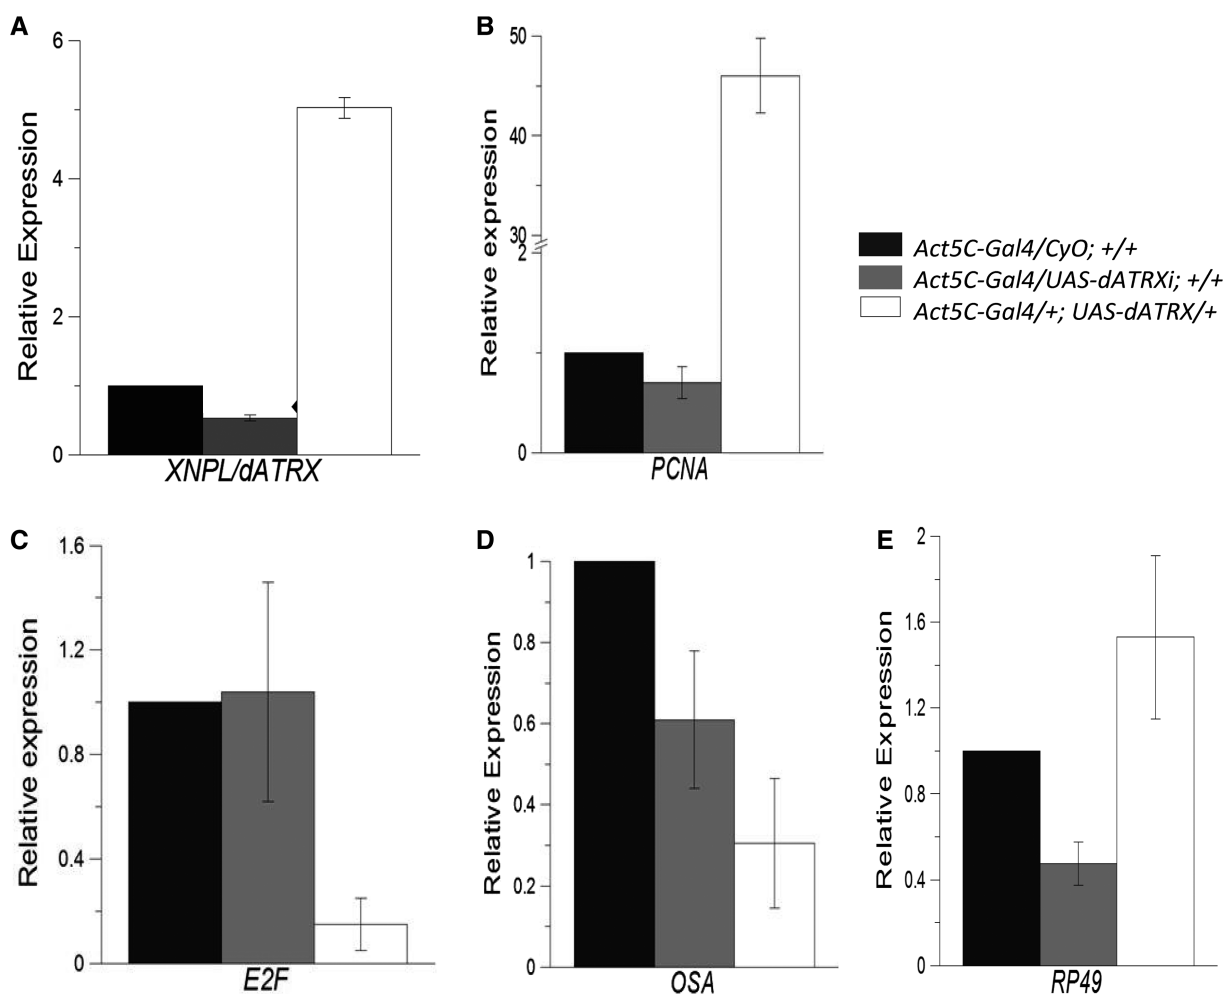 A
6
4
2
0
Relative Expression
XNPL/dATRX
B
50
40
30
2
0
Relative expression
PCNA
Act5C-Gal4/CyO; +/+
Act5C-Gal4/UAS-dATRXi; +/+
Act5C-Gal4/+; UAS-dATRX/+
C
1.6
1.2
0.8
0.4
0
Relative expression
E2F
D
1
0.8
0.6
0.4
0.2
0
Relative Expression
OSA
E
2
1.6
1.2
0.8
0.4
0
Relative Expression
RP49